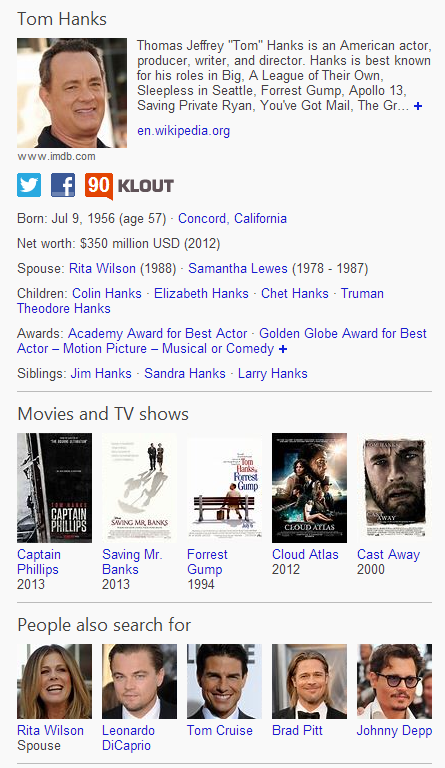 Tom Hanks
Thomas Jeffrey "Tom" Hanks is an American actor,
producer, writer, and director. Hanks is best known
for his roles in Big, A League of Their Own,
Sleepless in Seattle, Forrest Gump, Apollo 13,
Saving Private Ryan, You've Got Mail, The Gr... +
en.wikipedia.org
www.imdb.com
90 KLOUT
Born: Jul 9, 1956 (age 57) · Concord, California
Net worth: $350 million USD (2012)
Spouse: Rita Wilson (1988) · Samantha Lewes (1978 - 1987)
Children: Colin Hanks · Elizabeth Hanks · Chet Hanks · Truman
Theodore Hanks
Awards: Academy Award for Best Actor · Golden Globe Award for Best
Actor – Motion Picture – Musical or Comedy +
Siblings: Jim Hanks · Sandra Hanks · Larry Hanks
Movies and TV shows
TOM HANKS
CAPTAIN
PHILLIPS
SAVING MR. BANKS
Tom
Hanks
Forrest
Gump
CLOUD ATLAS
TOM HANKS
AWAY
Captain
Phillips
2013
Saving Mr.
Banks
2013
Forrest
Gump
1994
Cloud Atlas
2012
Cast Away
2000
People also search for
Rita Wilson
Spouse
Leonardo
DiCaprio
Tom Cruise
Brad Pitt
Johnny Depp